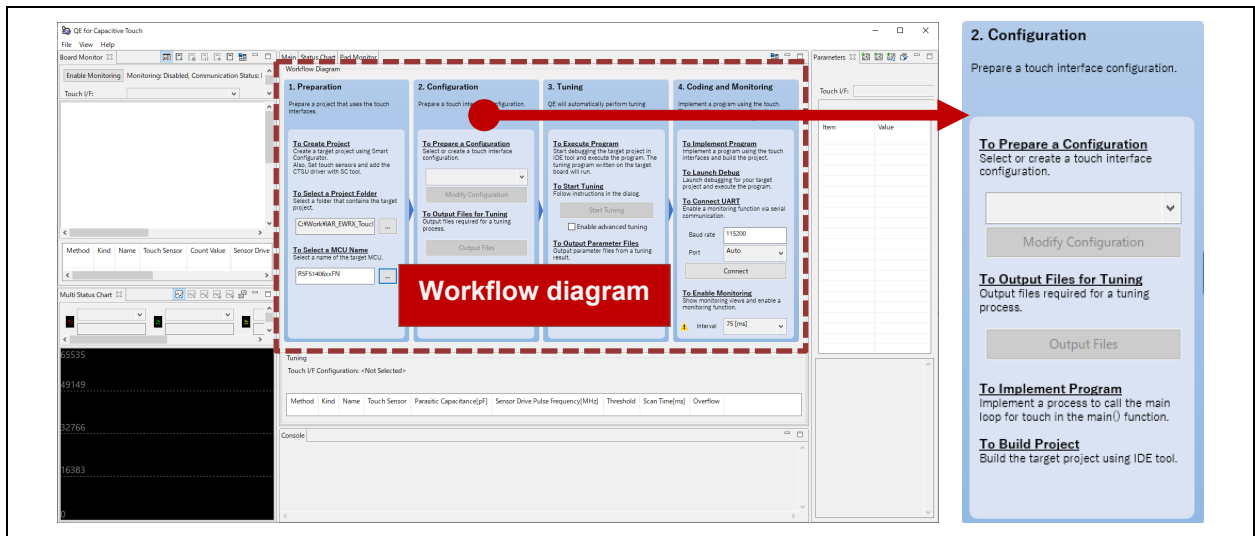 QE for Capacitive Touch
File View Help
Board Monitor
Enable Monitoring Monitoring: Disabled, Communication Status: I
Touch I/F:
Method Kind Name Touch Sensor Count Value Sensor Drive
Multi Status Chart
65535
49149
32766
16383
0
Main Status Chart Pad Monitor
Workflow Diagram
1. Preparation
Prepare a project that uses the touch
interfaces.
To Create Project
Create a target project using Smart
Configurator.
Also, Set touch sensors and add the
CTSU driver with SC tool.
To Select a Project Folder
Select a folder that contains the target
project.
C:¥Work¥IAR_EWRX_Toucl ...
To Select a MCU Name
Select a name of the target MCU.
R5F51406xxFN ...
2. Configuration
Prepare a touch interface configuration.
To Prepare a Configuration
Select or create a touch interface
configuration.
Modify Configuration
To Output Files for Tuning
Output files required for a tuning
process.
Output Files
3. Tuning
QE will automatically perform tuning
To Execute Program
Start debugging the target project in
IDE tool and execute the program. The
tuning program written on the target
board will run.
To Start Tuning
Follow instructions in the dialog.
Start Tuning
Enable advanced tuning
To Output Parameter Files
Output parameter files from a tuning
result.
4. Coding and Monitoring
Implement a program using the touch.
To Implement Program
Implement a program using the touch
interfaces and build the project.
To Launch Debug
Launch debugging for your target
project and execute the program.
To Connect UART
Enable a monitoring function via serial
communication.
Baud rate 115200
Port Auto
Connect
To Enable Monitoring
Show monitoring views and enable a
monitoring function.
Interval 75 [ms]
Workflow diagram
Tuning
Touch I/F Configuration: <Not Selected>
Method Kind Name Touch Sensor Parasitic Capacitance[pF] Sensor Drive Pulse Frequency[MHz] Threshold Scan Time[ms] Overflow
Console
Parameters
Touch I/F:
Item Value
2. Configuration
Prepare a touch interface configuration.
To Prepare a Configuration
Select or create a touch interface
configuration.
Modify Configuration
To Output Files for Tuning
Output files required for a tuning
process.
Output Files
To Implement Program
Implement a process to call the main
loop for touch in the main() function.
To Build Project
Build the target project using IDE tool.